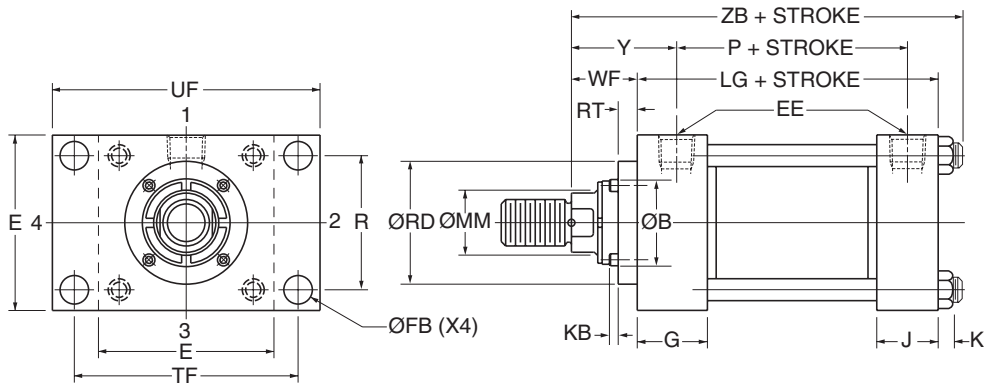 ZB + STROKE
Y
P + STROKE
UF
WF
LG + STROKE
1
RT
EE
E
4
2
R
ØRD
ØMM
ØB
3
ØFB (X4)
E
KB
G
J
K
TF